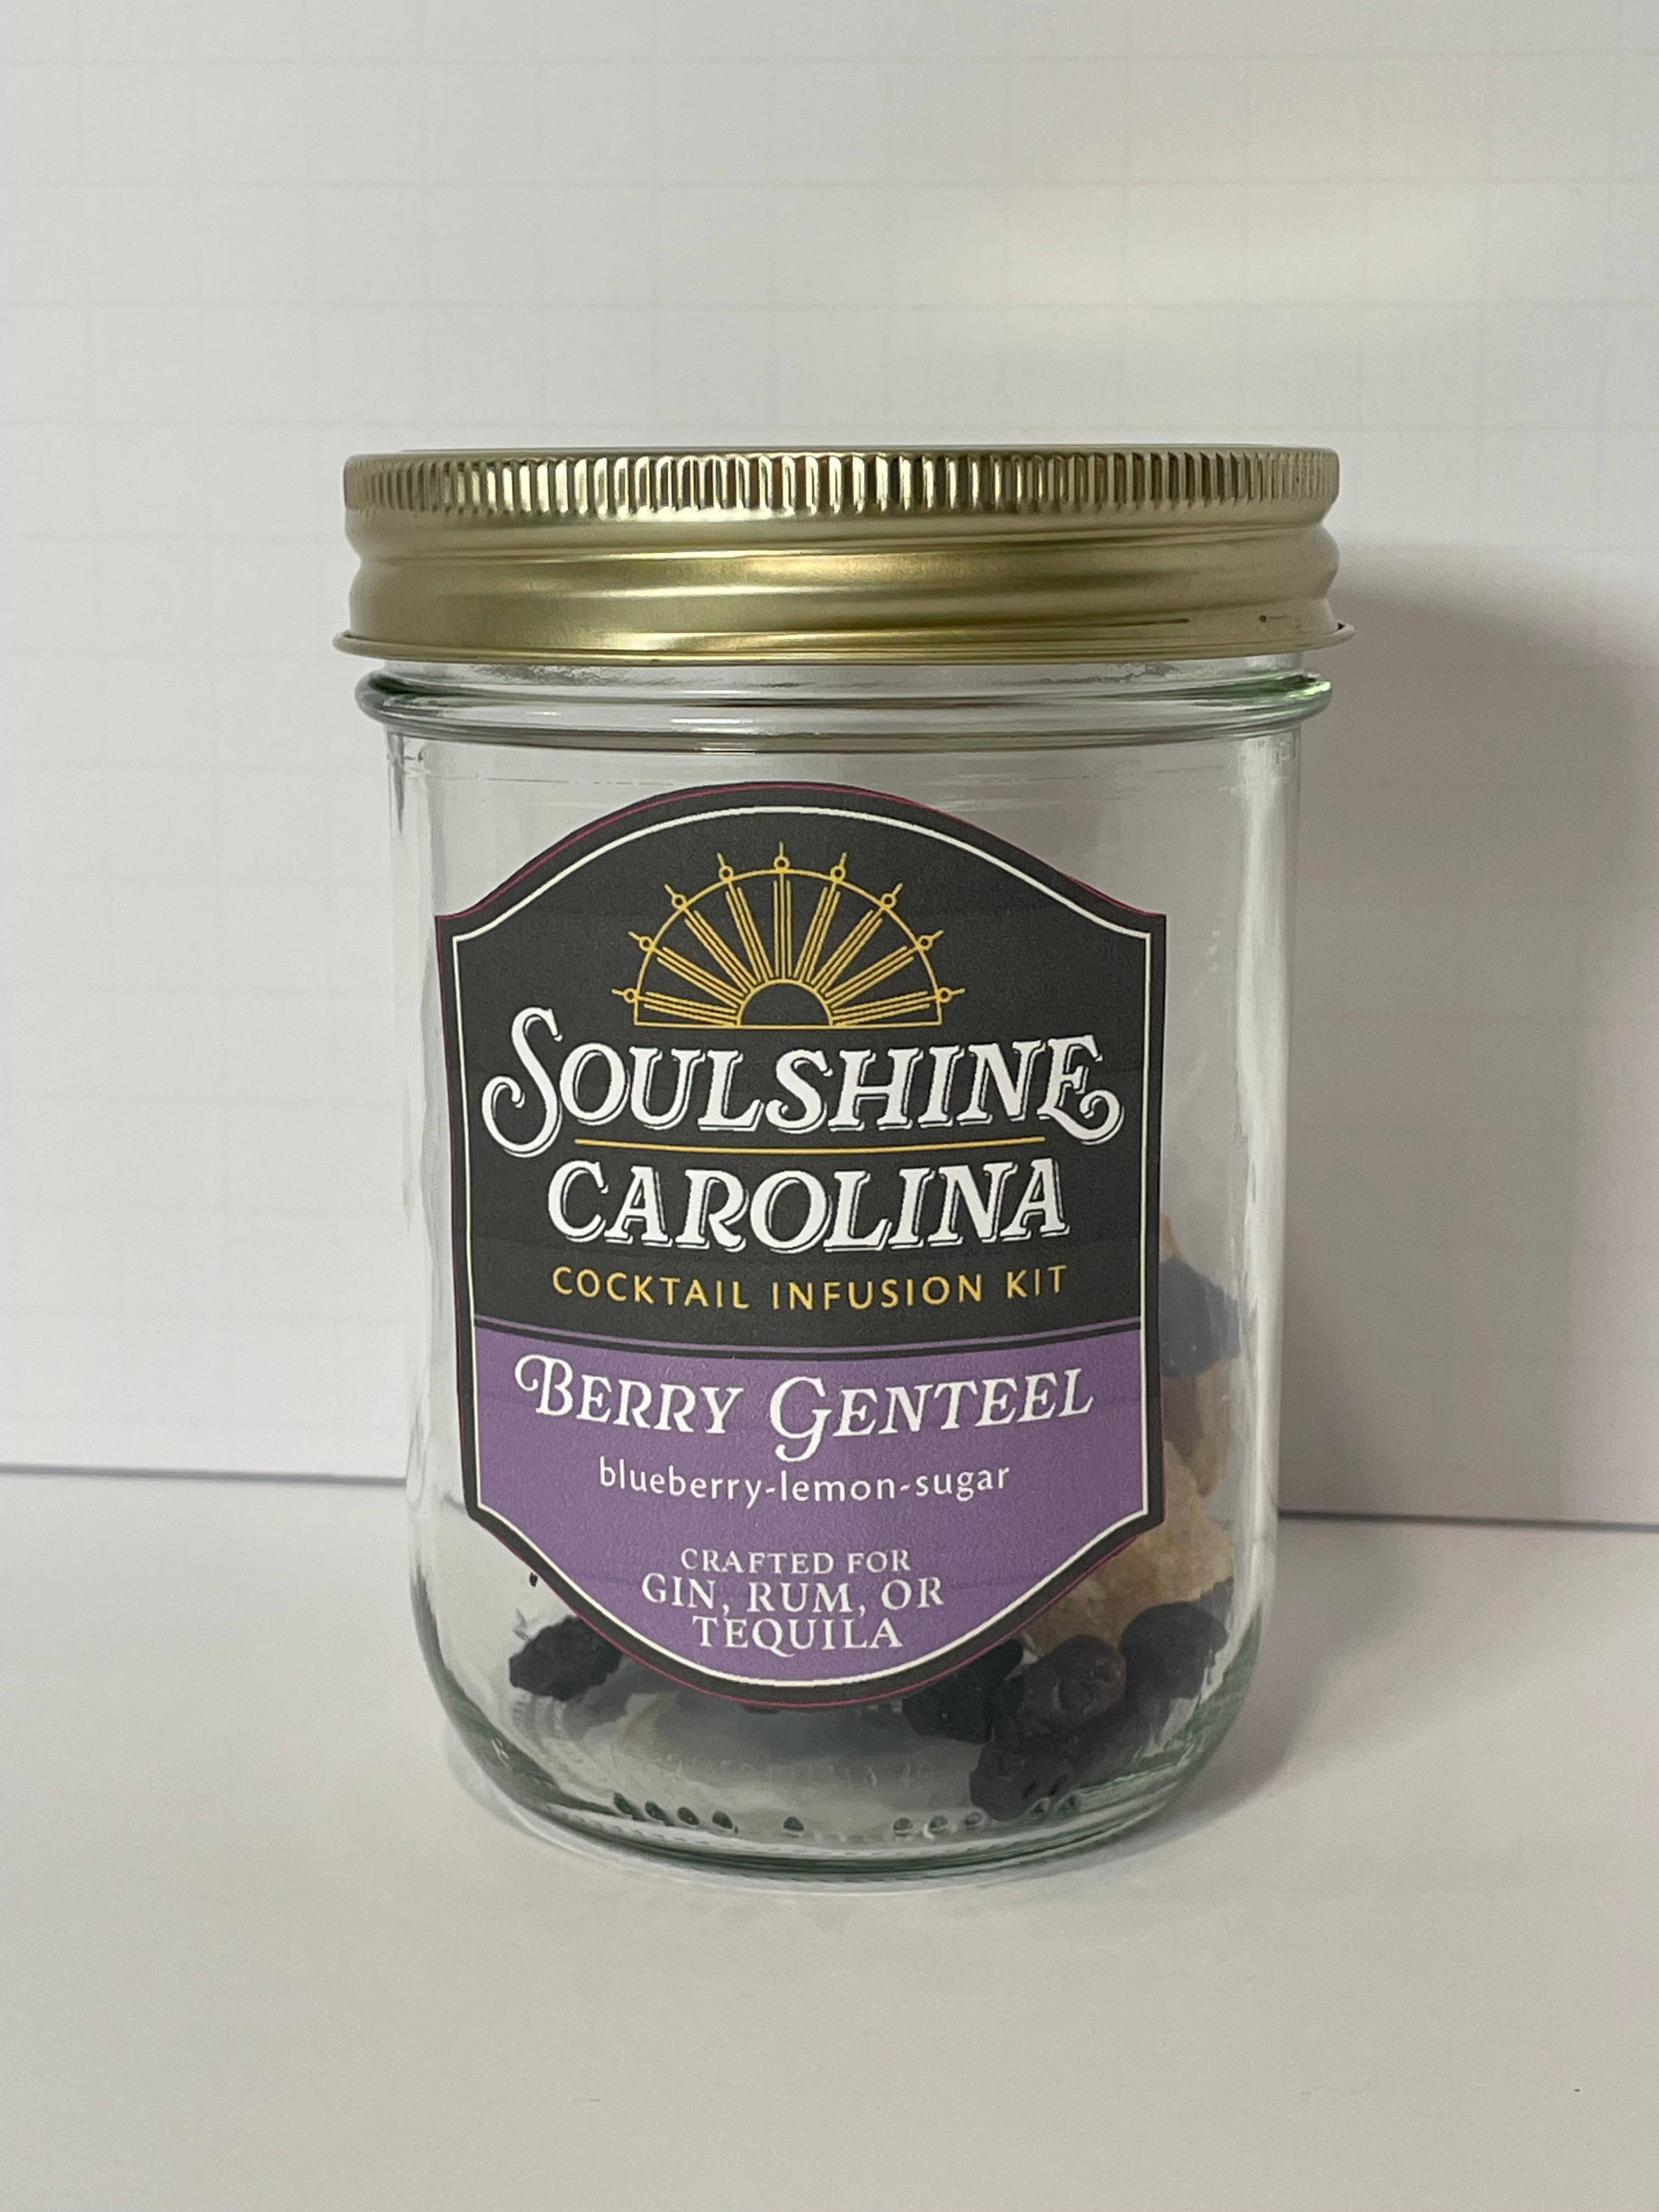 SOULSHINE
CAROLINA
COCKTAIL INFUSION KIT
BERRY GENTEEL
blueberry-lemon-sugar
CRAFTED FOR
GIN, RUM, OR
TEQUILA